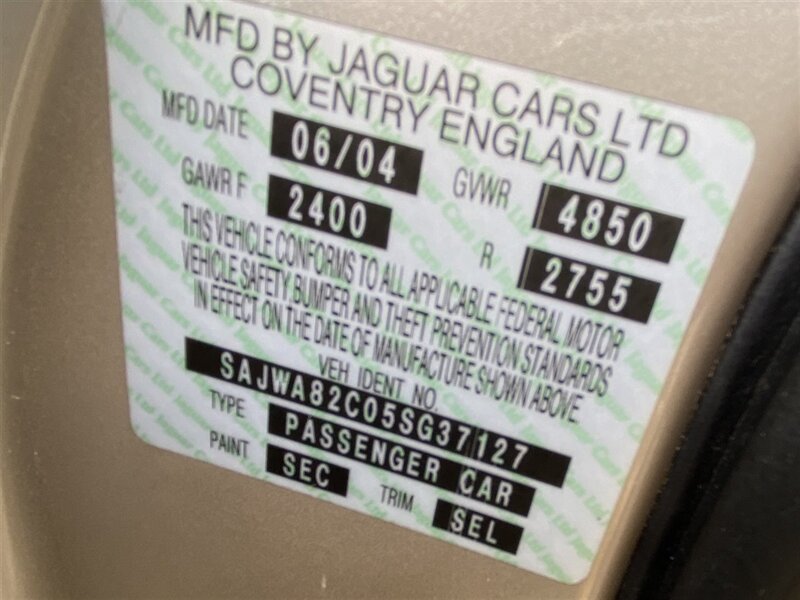 MFD BY JAGUAR CARS LTD
COVENTRY ENGLAND
MFD DATE 06/04 GVWR 4850
GAWR F 2400 R 2755
THIS VEHICLE CONFORMS TO ALL APPLICABLE FEDERAL MOTOR
VEHICLE SAFETY BUMPER AND THEFT PREVENTION STANDARDS
IN EFFECT ON THE DATE OF MANUFACTURE SHOWN ABOVE.
VEH IDENT NO.
SAJWA82C05SG37127
TYPE PASSENGER CAR
PAINT SEC TRIM SEL